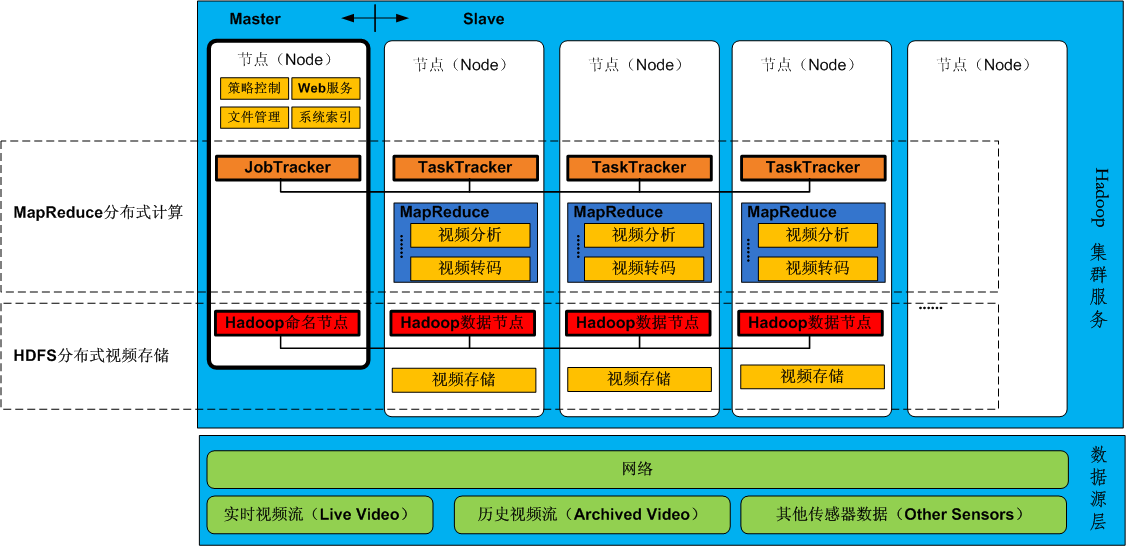 Master
Slave
节点（Node）
节点（Node）
节点（Node）
节点（Node）
节点（Node）
策略控制
Web服务
文件管理
系统索引
JobTracker
TaskTracker
TaskTracker
TaskTracker
MapReduce分布式计算
MapReduce
MapReduce
MapReduce
视频分析
视频分析
视频分析
视频转码
视频转码
视频转码
Hadoop 集群服务
......
HDFS分布式视频存储
Hadoop命名节点
Hadoop数据节点
Hadoop数据节点
Hadoop数据节点
视频存储
视频存储
视频存储
数据源层
网络
实时视频流（Live Video）
历史视频流（Archived Video）
其他传感器数据（Other Sensors）